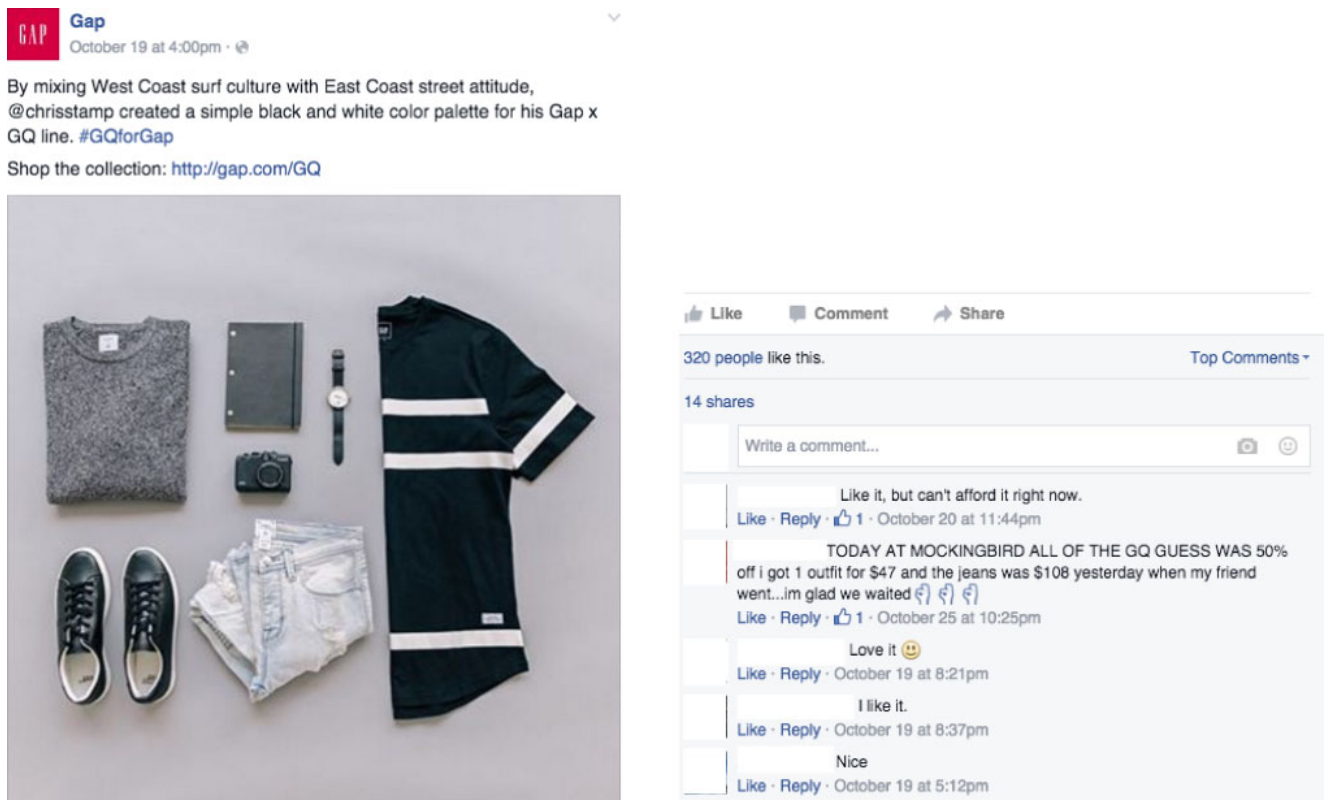 GAP
Gap
October 19 at 4:00pm ·
By mixing West Coast surf culture with East Coast street attitude,
@chrisstamp created a simple black and white color palette for his Gap x
GQ line. #GQforGap
Shop the collection: http://gap.com/GQ
Like Comment Share
320 people like this. Top Comments
14 shares
Write a comment...
Like it, but can't afford it right now.
Like · Reply · 1 · October 20 at 11:44pm
TODAY AT MOCKINGBIRD ALL OF THE GQ GUESS WAS 50%
off i got 1 outfit for $47 and the jeans was $108 yesterday when my friend
went...im glad we waited
Like · Reply · 1 · October 25 at 10:25pm
Love it
Like · Reply · October 19 at 8:21pm
I like it.
Like · Reply · October 19 at 8:37pm
Nice
Like · Reply · October 19 at 5:12pm